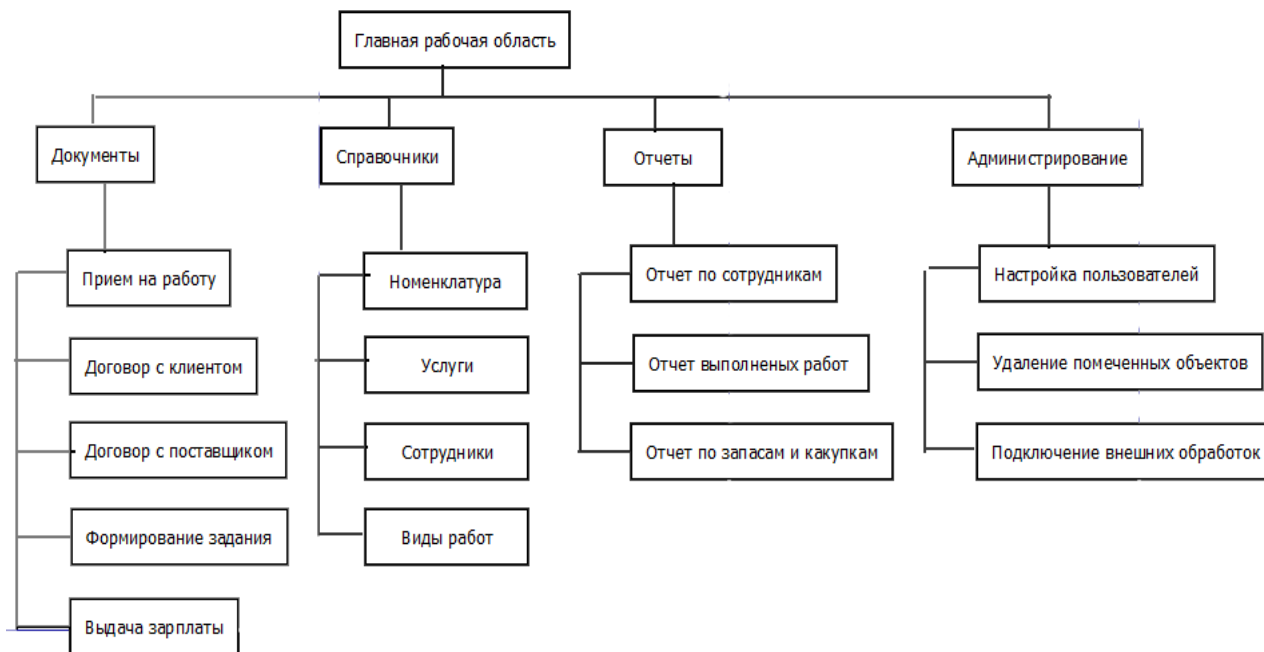 Главная рабочая область
Документы
Справочники
Отчеты
Администрирование
Прием на работу
Договор с клиентом
Договор с поставщиком
Формирование задания
Выдача зарплаты
Номенклатура
Услуги
Сотрудники
Виды работ
Отчет по сотрудникам
Отчет выполненых работ
Отчет по запасам и какупкам
Настройка пользователей
Удаление помеченных объектов
Подключение внешних обработок